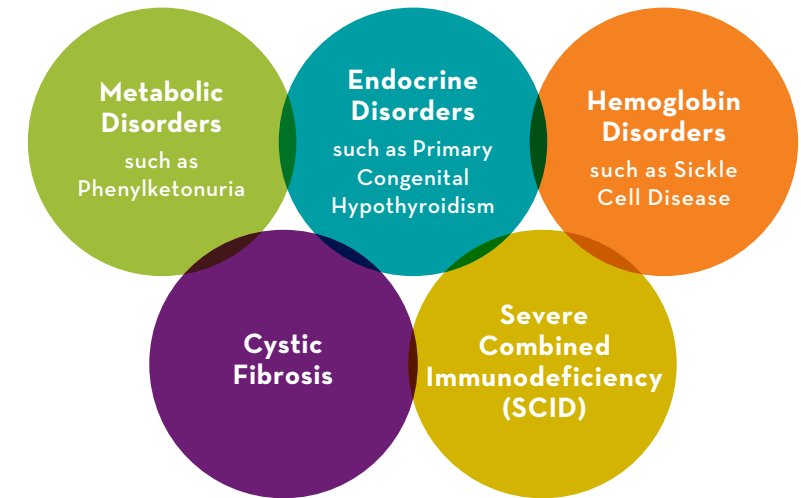 Metabolic
Disorders
such as
Phenylketonuria
Endocrine
Disorders
such as Primary
Congenital
Hypothyroidism
Hemoglobin
Disorders
such as Sickle
Cell Disease
Cystic
Fibrosis
Severe
Combined
Immunodeficiency
(SCID)